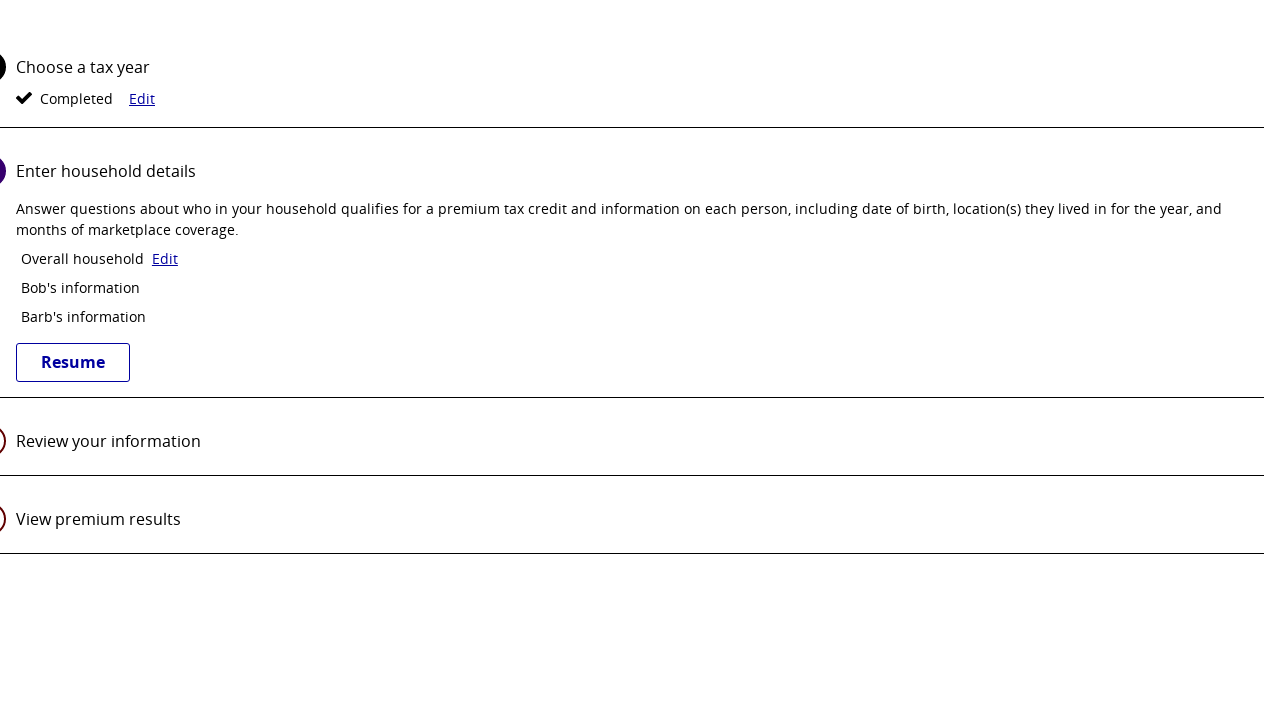 Choose a tax year
Completed Edit
Enter household details
Answer questions about who in your household qualifies for a premium tax credit and information on each person, including date of birth, location(s) they lived in for the year, and
months of marketplace coverage.
Overall household Edit
Bob's information
Barb's information
Resume
Review your information
View premium results